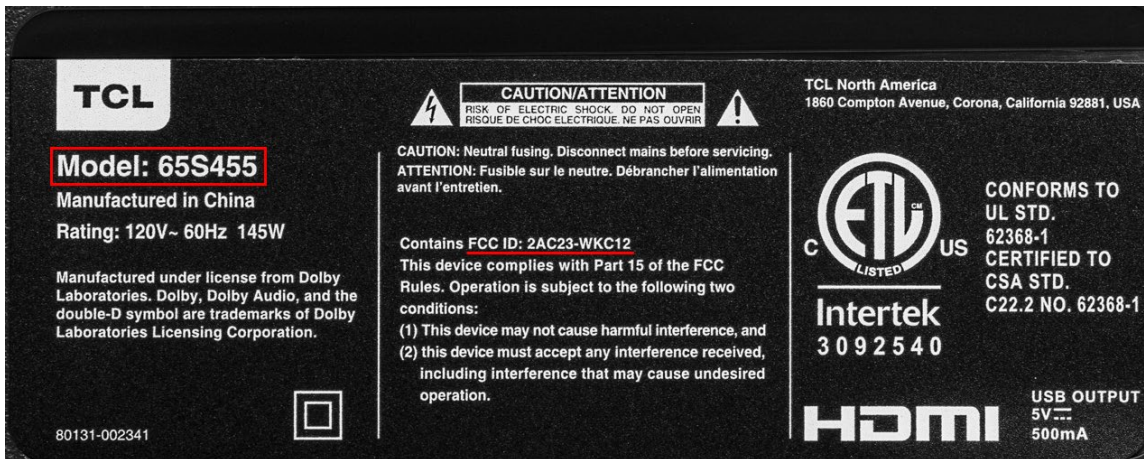 TCL
Model: 65S455
Manufactured in China
Rating: 120V~ 60Hz 145W
Manufactured under license from Dolby
Laboratories. Dolby, Dolby Audio, and the
double-D symbol are trademarks of Dolby
Laboratories Licensing Corporation.
80131-002341
CAUTION/ATTENTION
RISK OF ELECTRIC SHOCK. DO NOT OPEN
RISQUE DE CHOC ELECTRIQUE. NE PAS OUVRIR
CAUTION: Neutral fusing. Disconnect mains before servicing.
ATTENTION: Fusible sur le neutre. Débrancher l'alimentation
avant l'entretien.
Contains FCC ID: 2AC23-WKC12
This device complies with Part 15 of the FCC
Rules. Operation is subject to the following two
conditions:
(1) This device may not cause harmful interference, and
(2) this device must accept any interference received,
including interference that may cause undesired
operation.
TCL North America
1860 Compton Avenue, Corona, California 92881, USA
C ETL CM US
LISTED
Intertek
3092540
CONFORMS TO
UL STD.
62368-1
CERTIFIED TO
CSA STD.
C22.2 NO. 62368-1
HDMI
USB OUTPUT
5V⎓
500mA